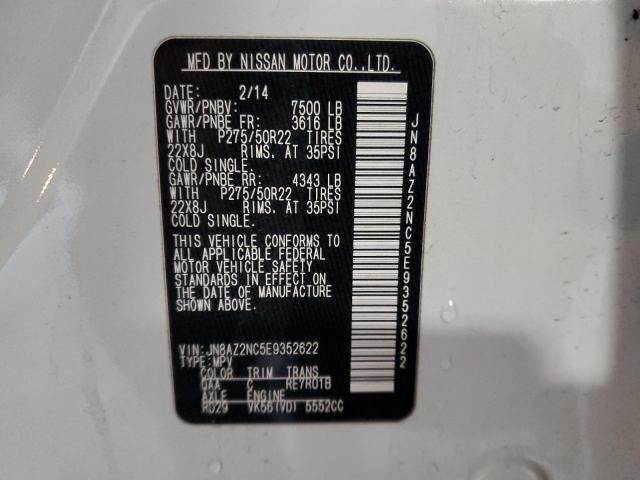 MFD BY NISSAN MOTOR CO.,LTD.
DATE: 2/14
GVWR/PNBV: 7500 LB
GAWR/PNBE FR: 3616 LB
WITH P275/50R22 TIRES
22X8J RIMS. AT 35PSI
COLD SINGLE.
GAWR/PNBE RR: 4343 LB
WITH P275/50R22 TIRES
22X8J RIMS. AT 35PSI
COLD SINGLE.
THIS VEHICLE CONFORMS TO
ALL APPLICABLE FEDERAL
MOTOR VEHICLE SAFETY
STANDARDS IN EFFECT ON
THE DATE OF MANUFACTURE
SHOWN ABOVE.
VIN:JN8AZ2NC5E9352622
TYPE:MPV
COLOR TRIM TRANS
QAA C RE7R01B
AXLE ENGINE
RD29 VK56(VD) 5552CC
JN8AZ2NC5E9352622